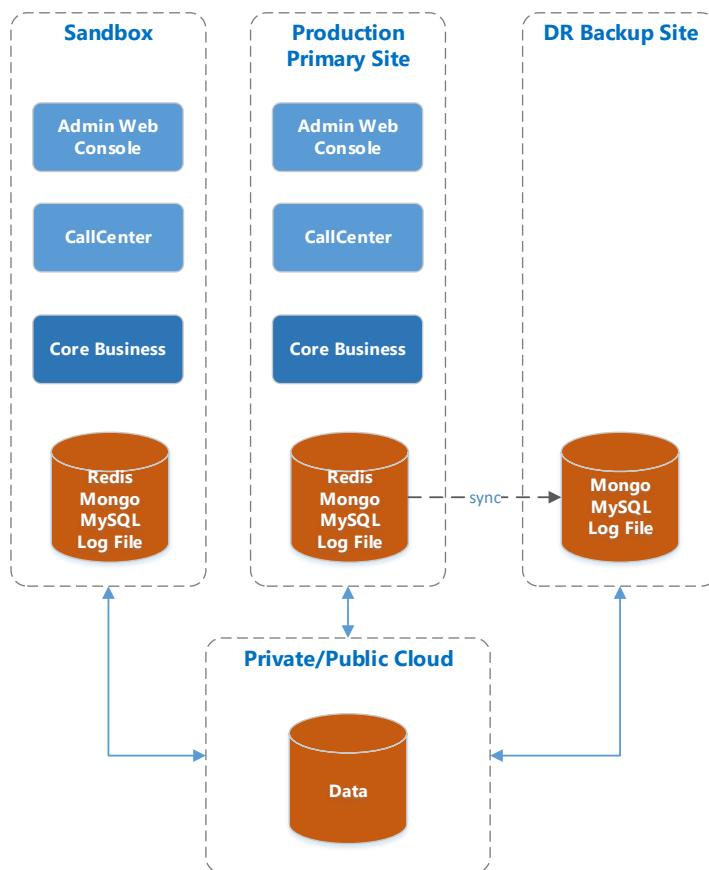 Sandbox
Admin Web
Console
CallCenter
Core Business
Redis
Mongo
MySQL
Log File
Production
Primary Site
Admin Web
Console
CallCenter
Core Business
Redis
Mongo
MySQL
Log File
sync
DR Backup Site
Mongo
MySQL
Log File
Private/Public Cloud
Data